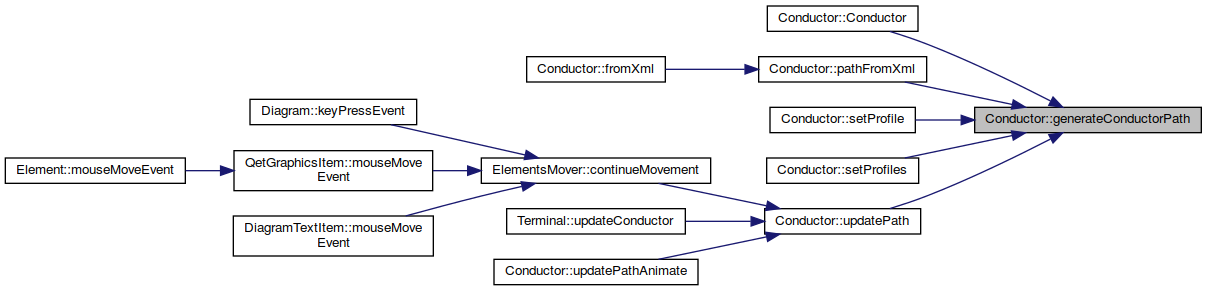 Conductor::Conductor
Conductor::fromXml
Conductor::pathFromXml
Diagram::keyPressEvent
Conductor::setProfile
Conductor::generateConductorPath
Element::mouseMoveEvent
QetGraphicsItem::mouseMove
Event
ElementsMover::continueMovement
Conductor::setProfiles
DiagramTextItem::mouseMove
Event
Terminal::updateConductor
Conductor::updatePath
Conductor::updatePathAnimate